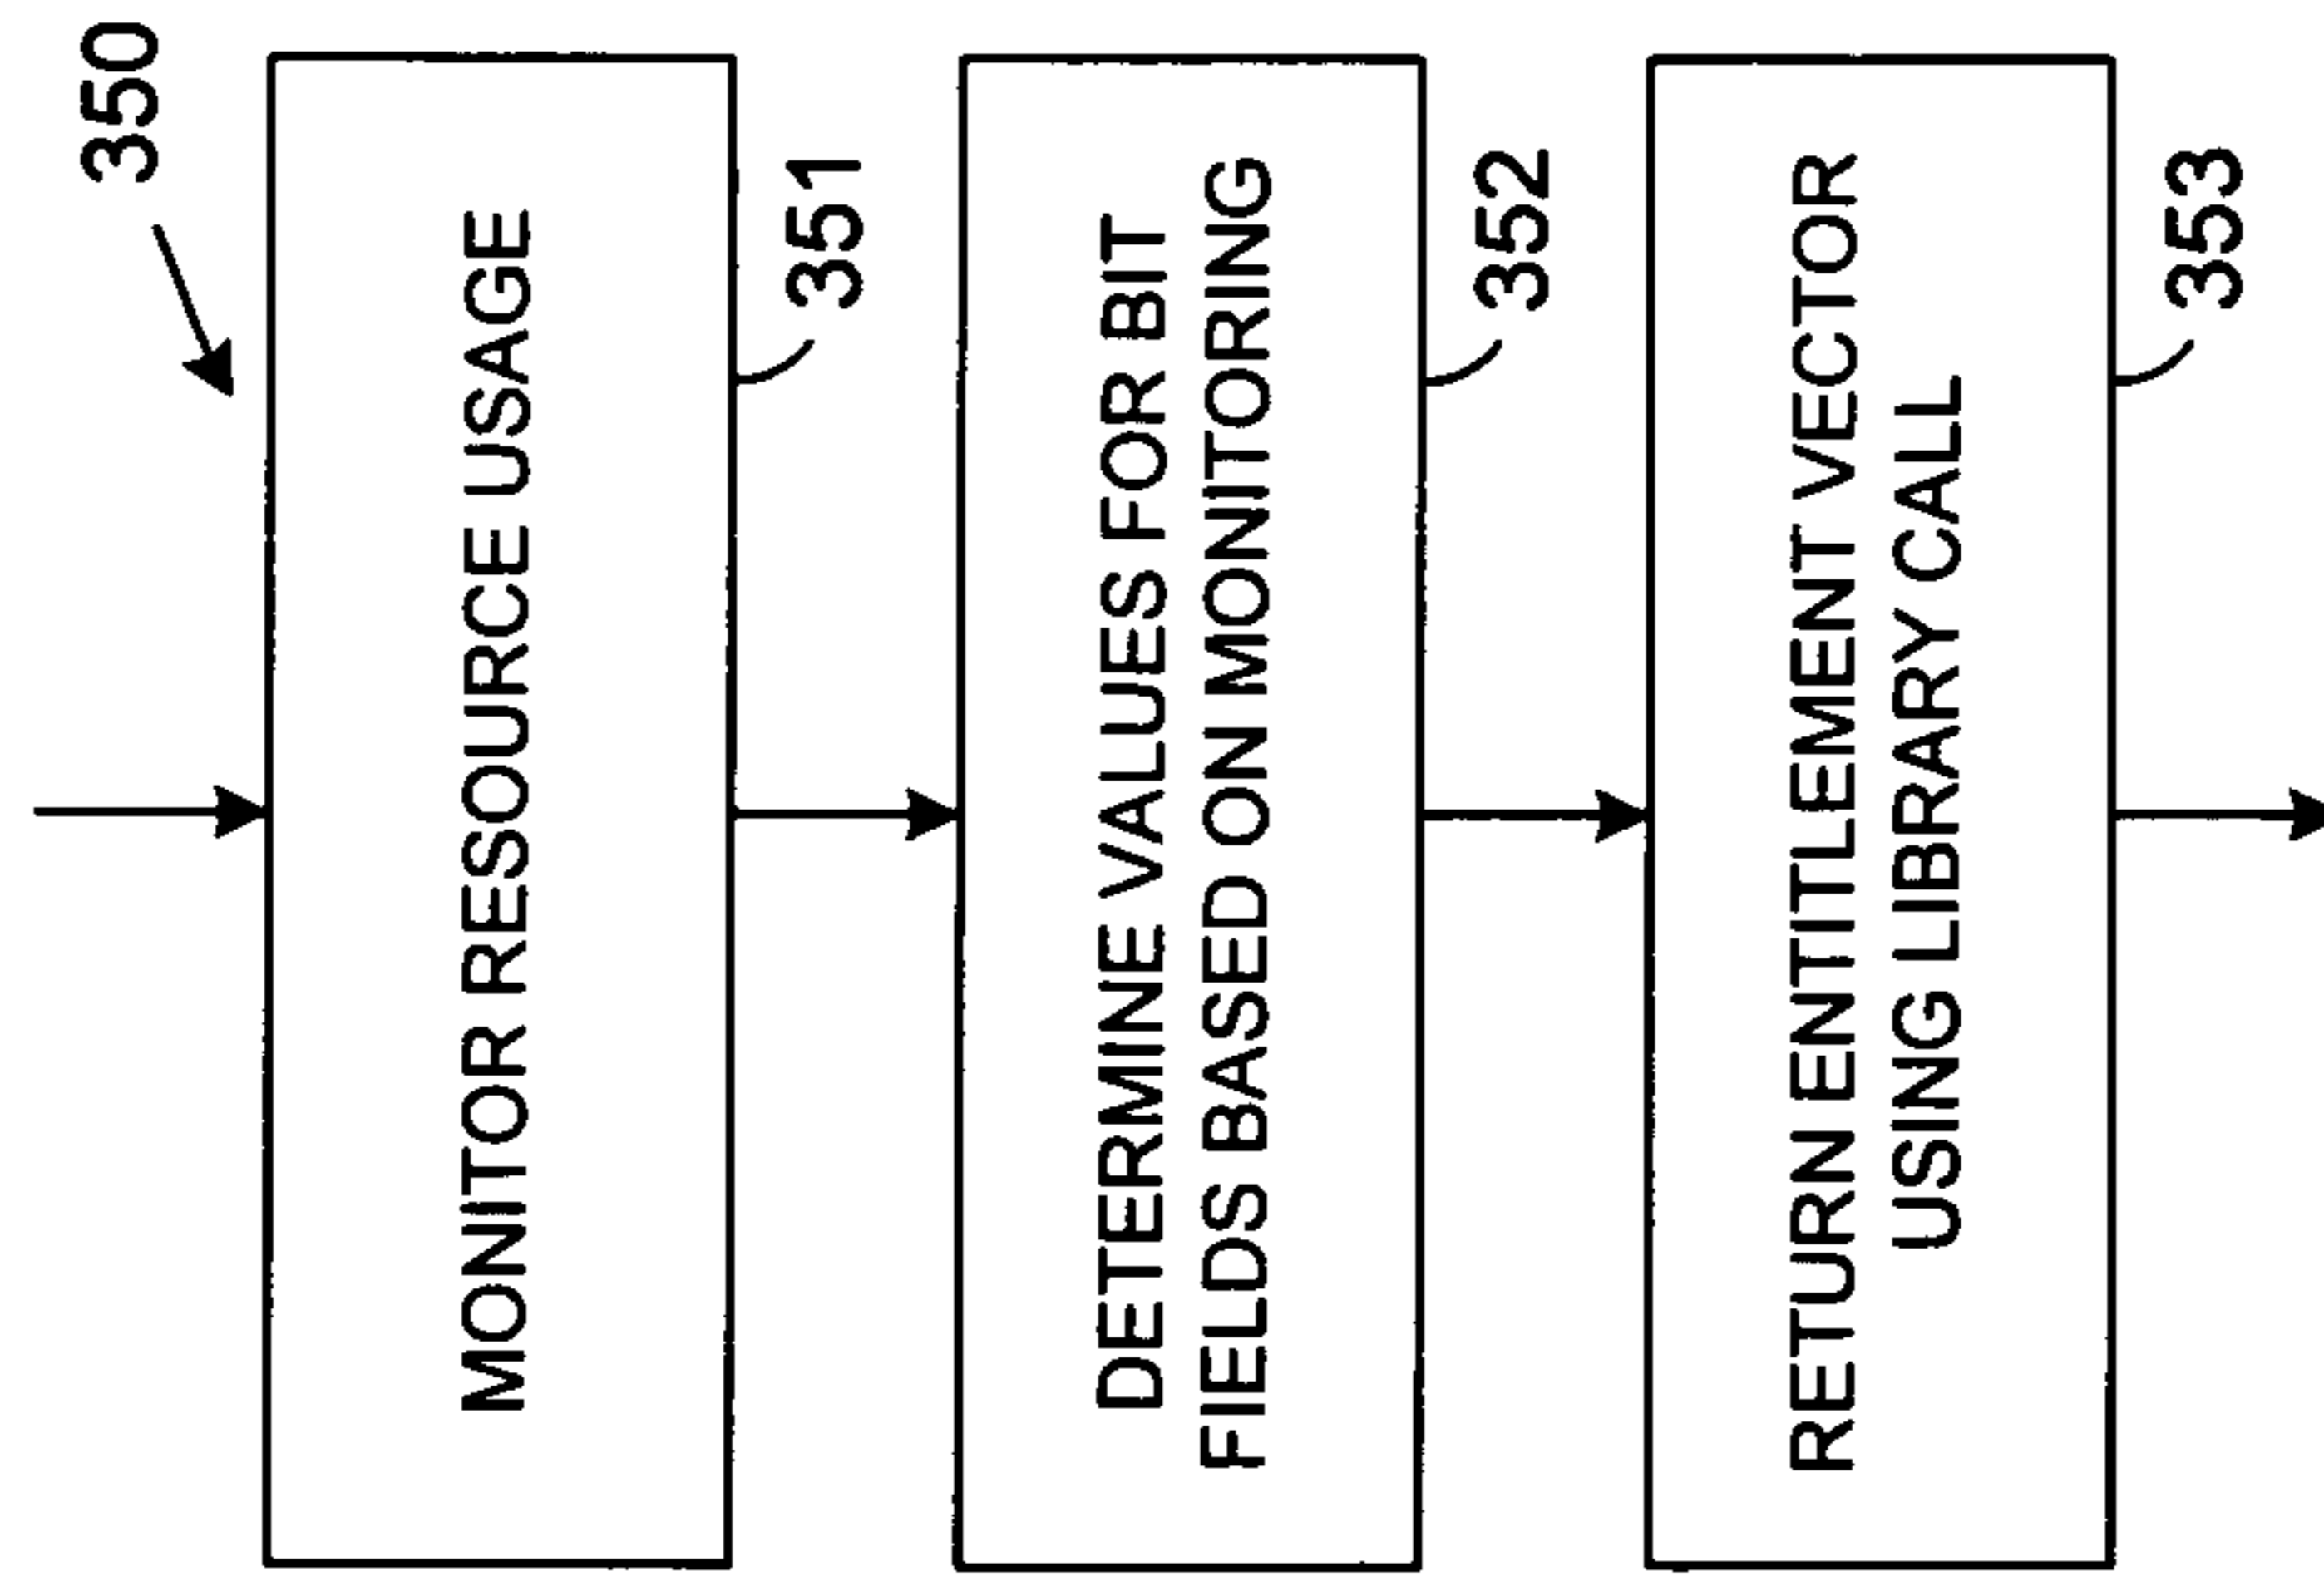 350
MONITOR RESOURCE USAGE
351
DETERMINE VALUES FOR BIT
FIELDS BASED ON MONITORING
352
RETURN ENTITLEMENT VECTOR
USING LIBRARY CALL
353